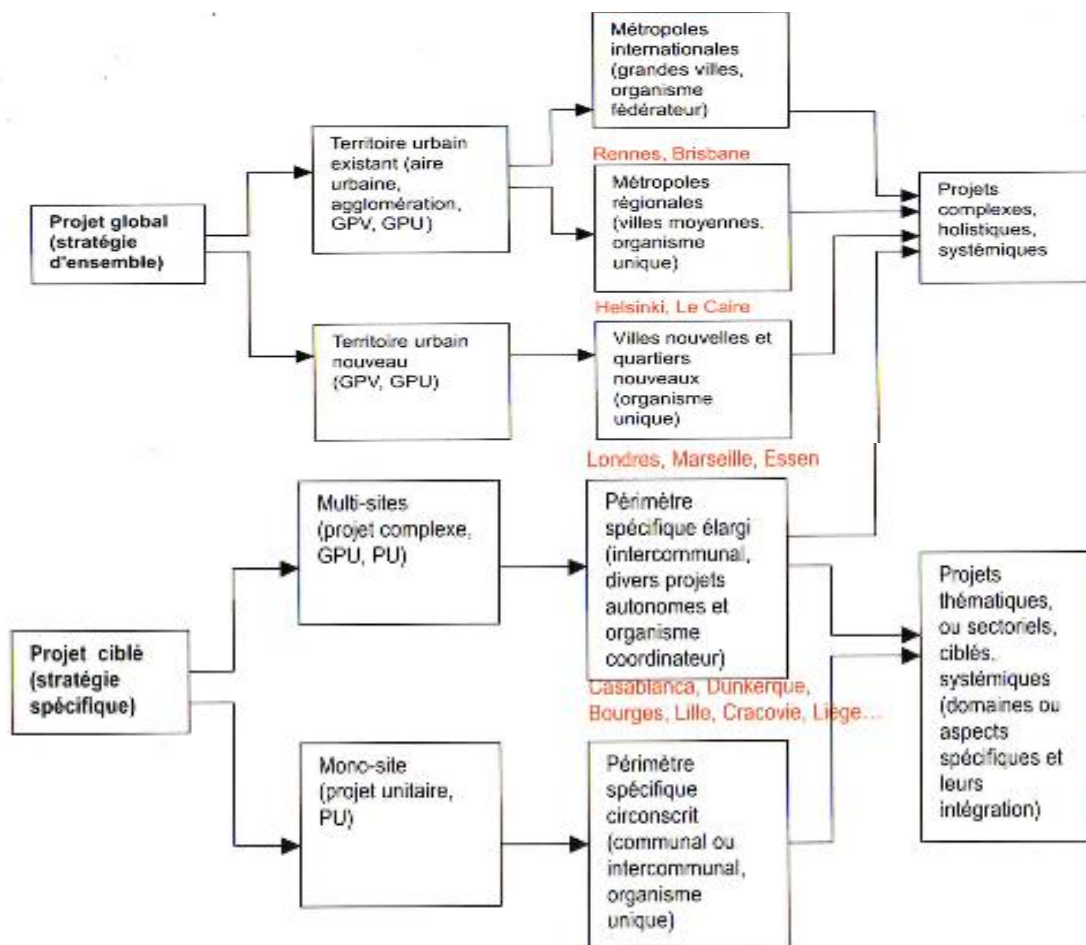 Métropoles
internationales
(grandes villes,
organisme
fédérateur)
Territoire urbain
existant (aire
urbaine,
agglomération,
GPV, GPU)
Rennes, Brisbane
Projet global
(stratégie
d'ensemble)
Métropoles
régionales
(villes moyennes,
organisme
unique)
Projets
complexes,
holistiques,
systémiques
Helsinki, Le Caire
Territoire urbain
nouveau
(GPV, GPU)
Villes nouvelles et
quartiers
nouveaux
(organisme
unique)
Londres, Marseille, Essen
Multi-sites
(projet complexe,
GPU, PU)
Périmètre
spécifique élargi
(intercommunal,
divers projets
autonomes et
organisme
coordinateur)
Projet ciblé
(stratégie
spécifique)
Projets
thématiques,
ou sectoriels,
ciblés,
systémiques
(domaines ou
aspects
spécifiques et
leurs
intégration)
Casablanca, Dunkerque,
Bourges, Lille, Cracovie, Liège...
Mono-site
(projet unitaire,
PU)
Périmètre
spécifique
circonscrit
(communal ou
intercommunal,
organisme
unique)